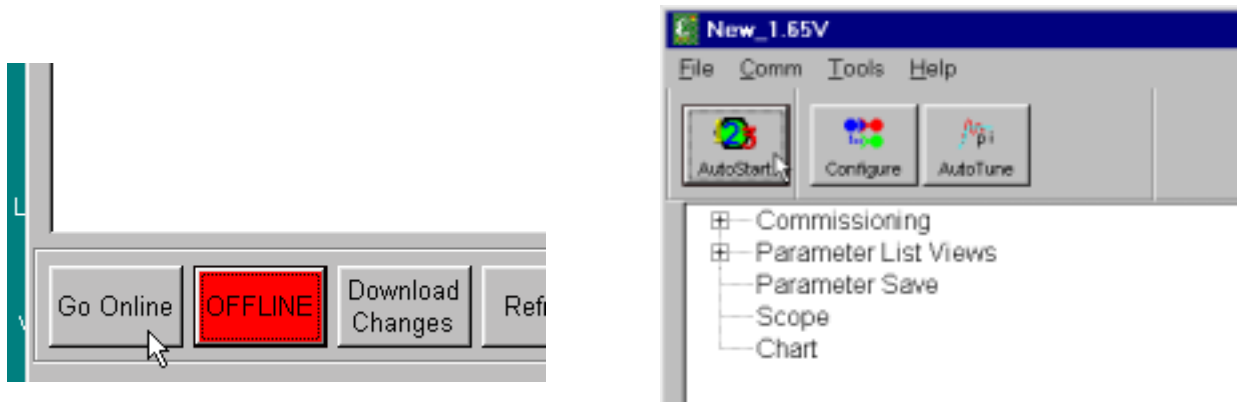 L
Go Online
OFFLINE
Download
Changes
Refr
New_1.65V
File Comm Tools Help
AutoStart
Configure
AutoTune
Commissioning
Parameter List Views
Parameter Save
Scope
Chart